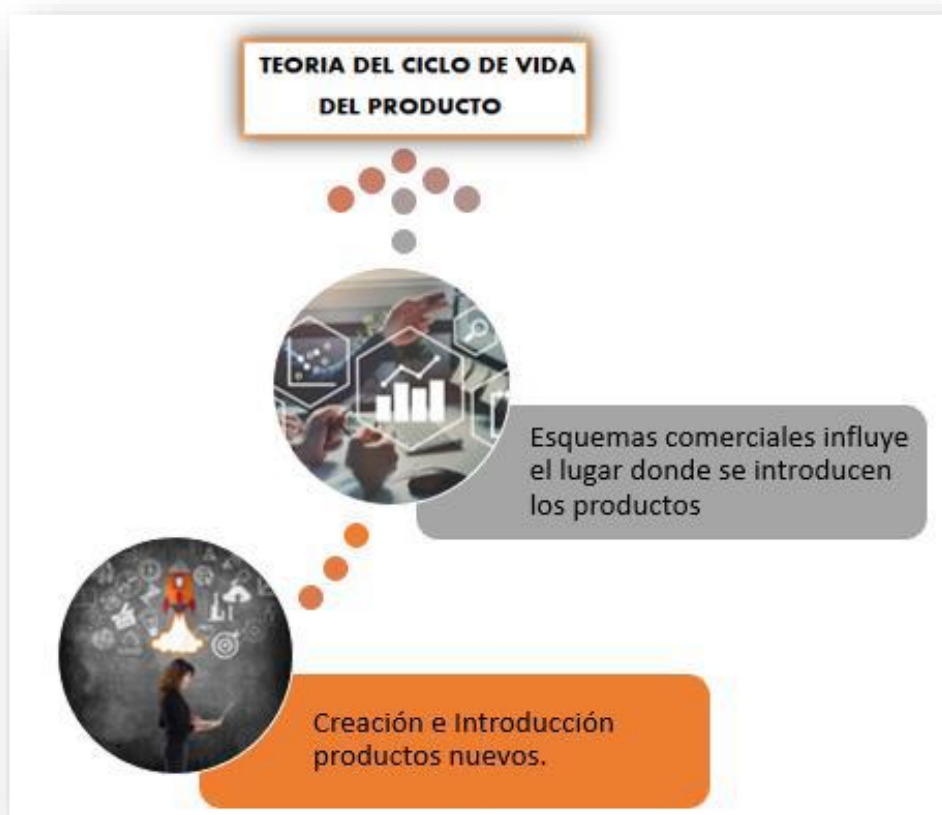 TEORIA DEL CICLO DE VIDA
DEL PRODUCTO
Esquemas comerciales influye
el lugar donde se introducen
los productos
Creación e Introducción
productos nuevos.